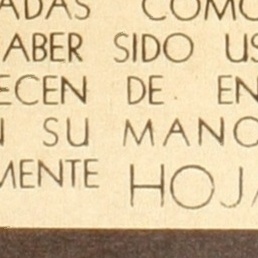 ADAS COMO
ABER SIDO US
ECEN DE EN
N SU MANO
MENTE HOJA